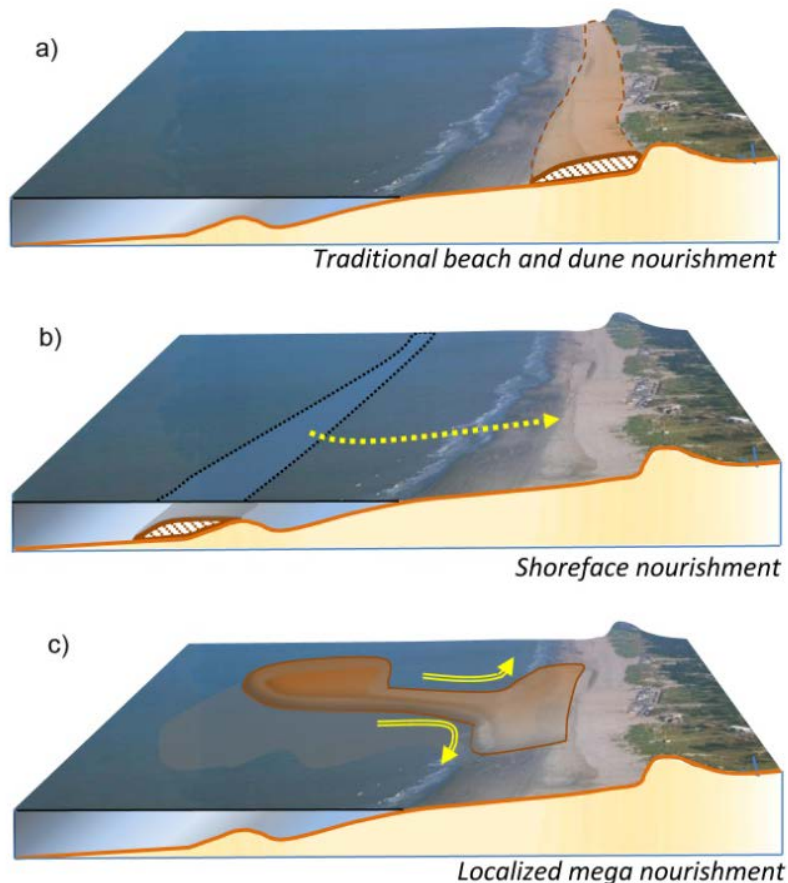 a)
Traditional beach and dune nourishment
b)
Shoreface nourishment
c)
Localized mega nourishment